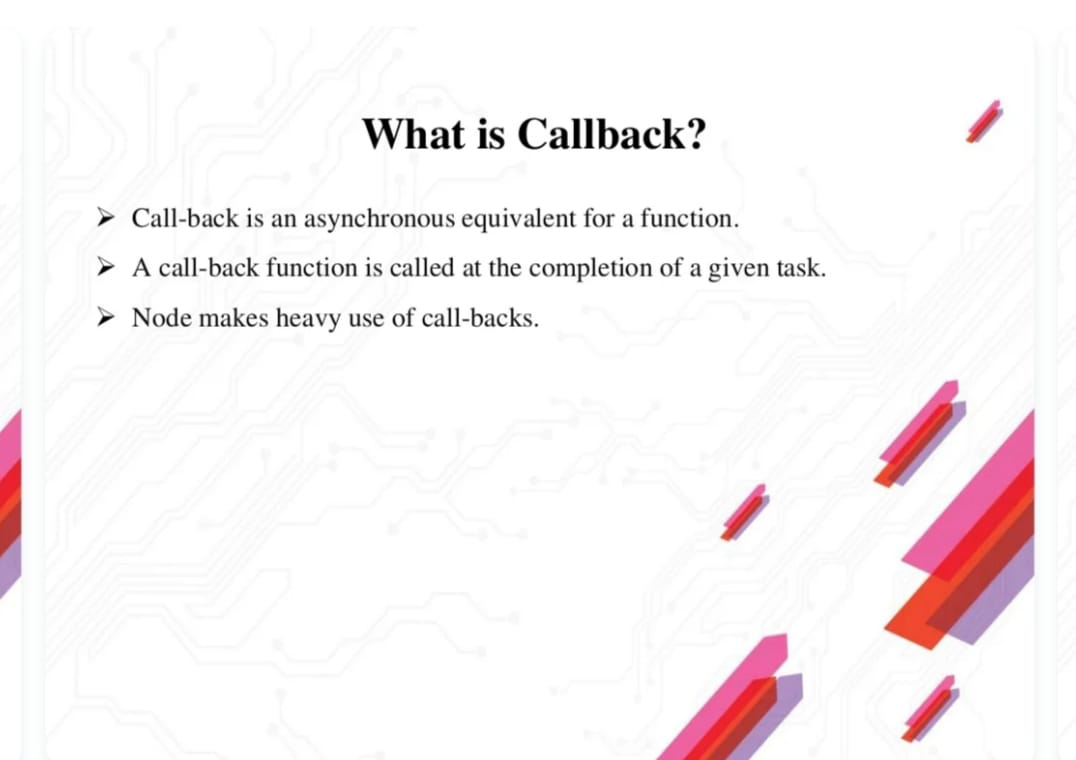 What is Callback?
➤ Call-back is an asynchronous equivalent for a function.
➤ A call-back function is called at the completion of a given task.
➤ Node makes heavy use of call-backs.